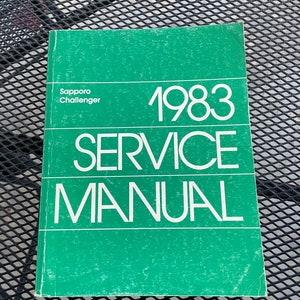 Sapporo
Challenger
1983
SERVICE
MANUAL